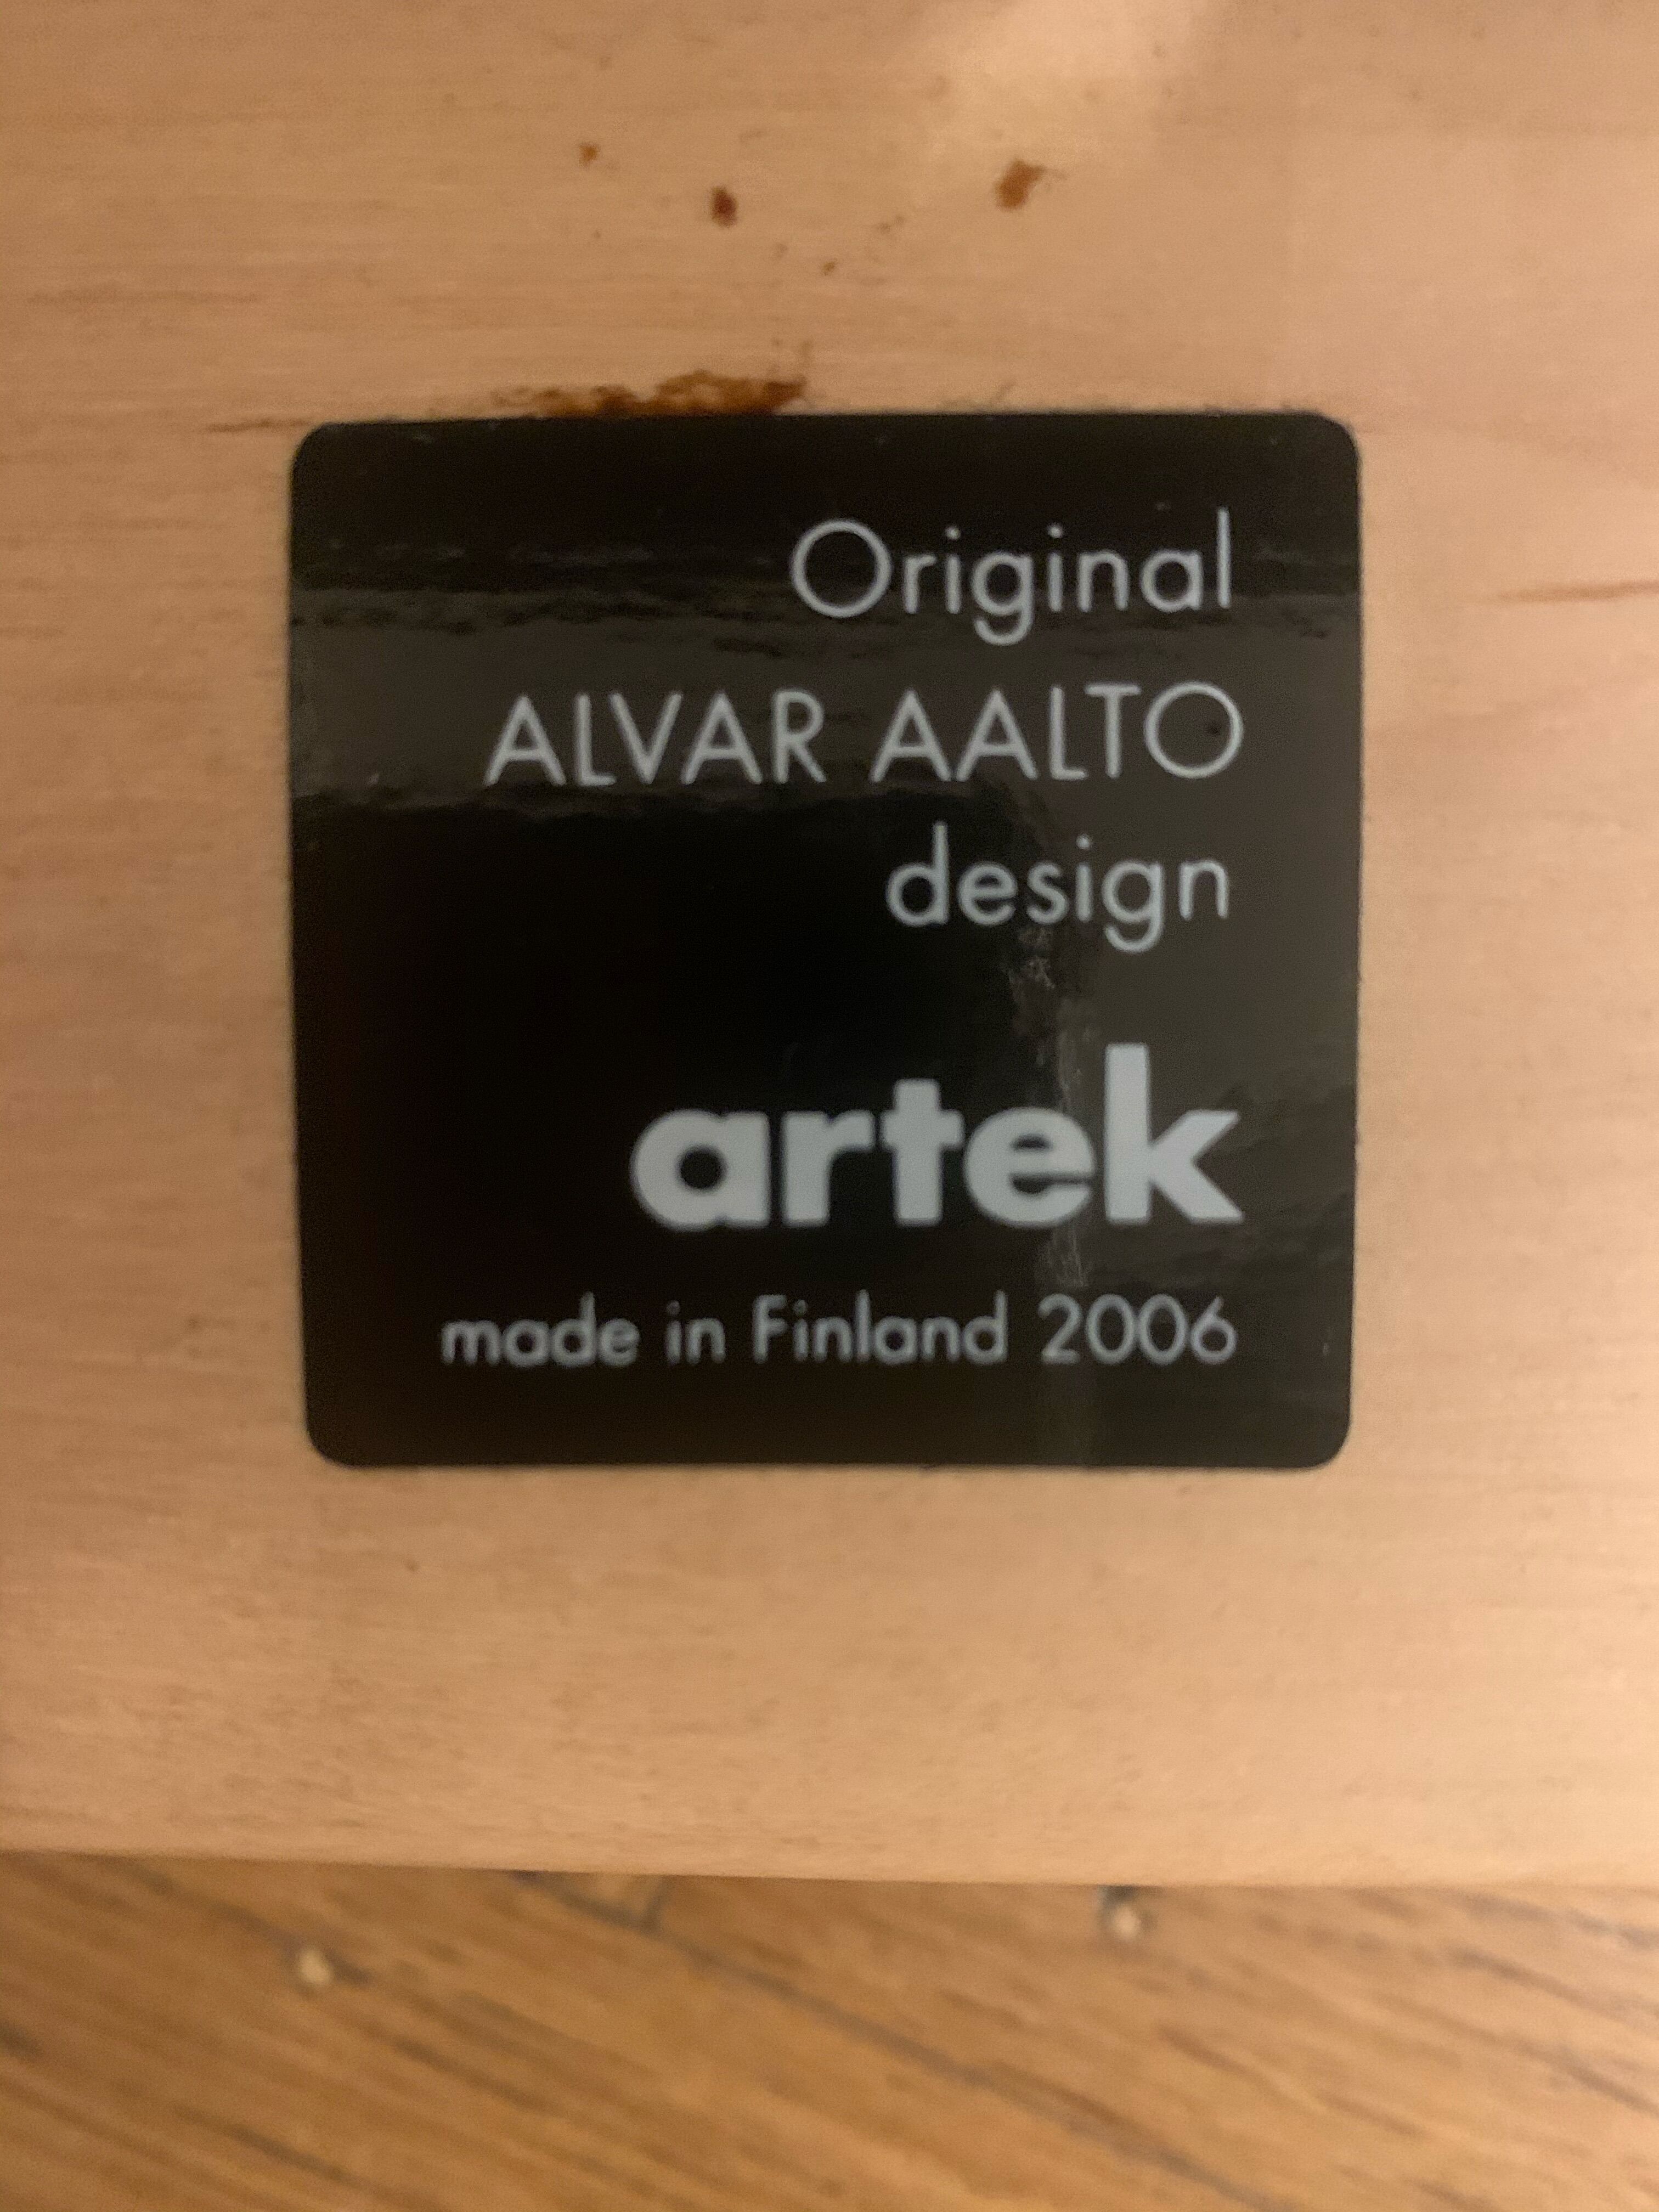 Original
ALVAR AALTO
design
artek
made in Finland 2006